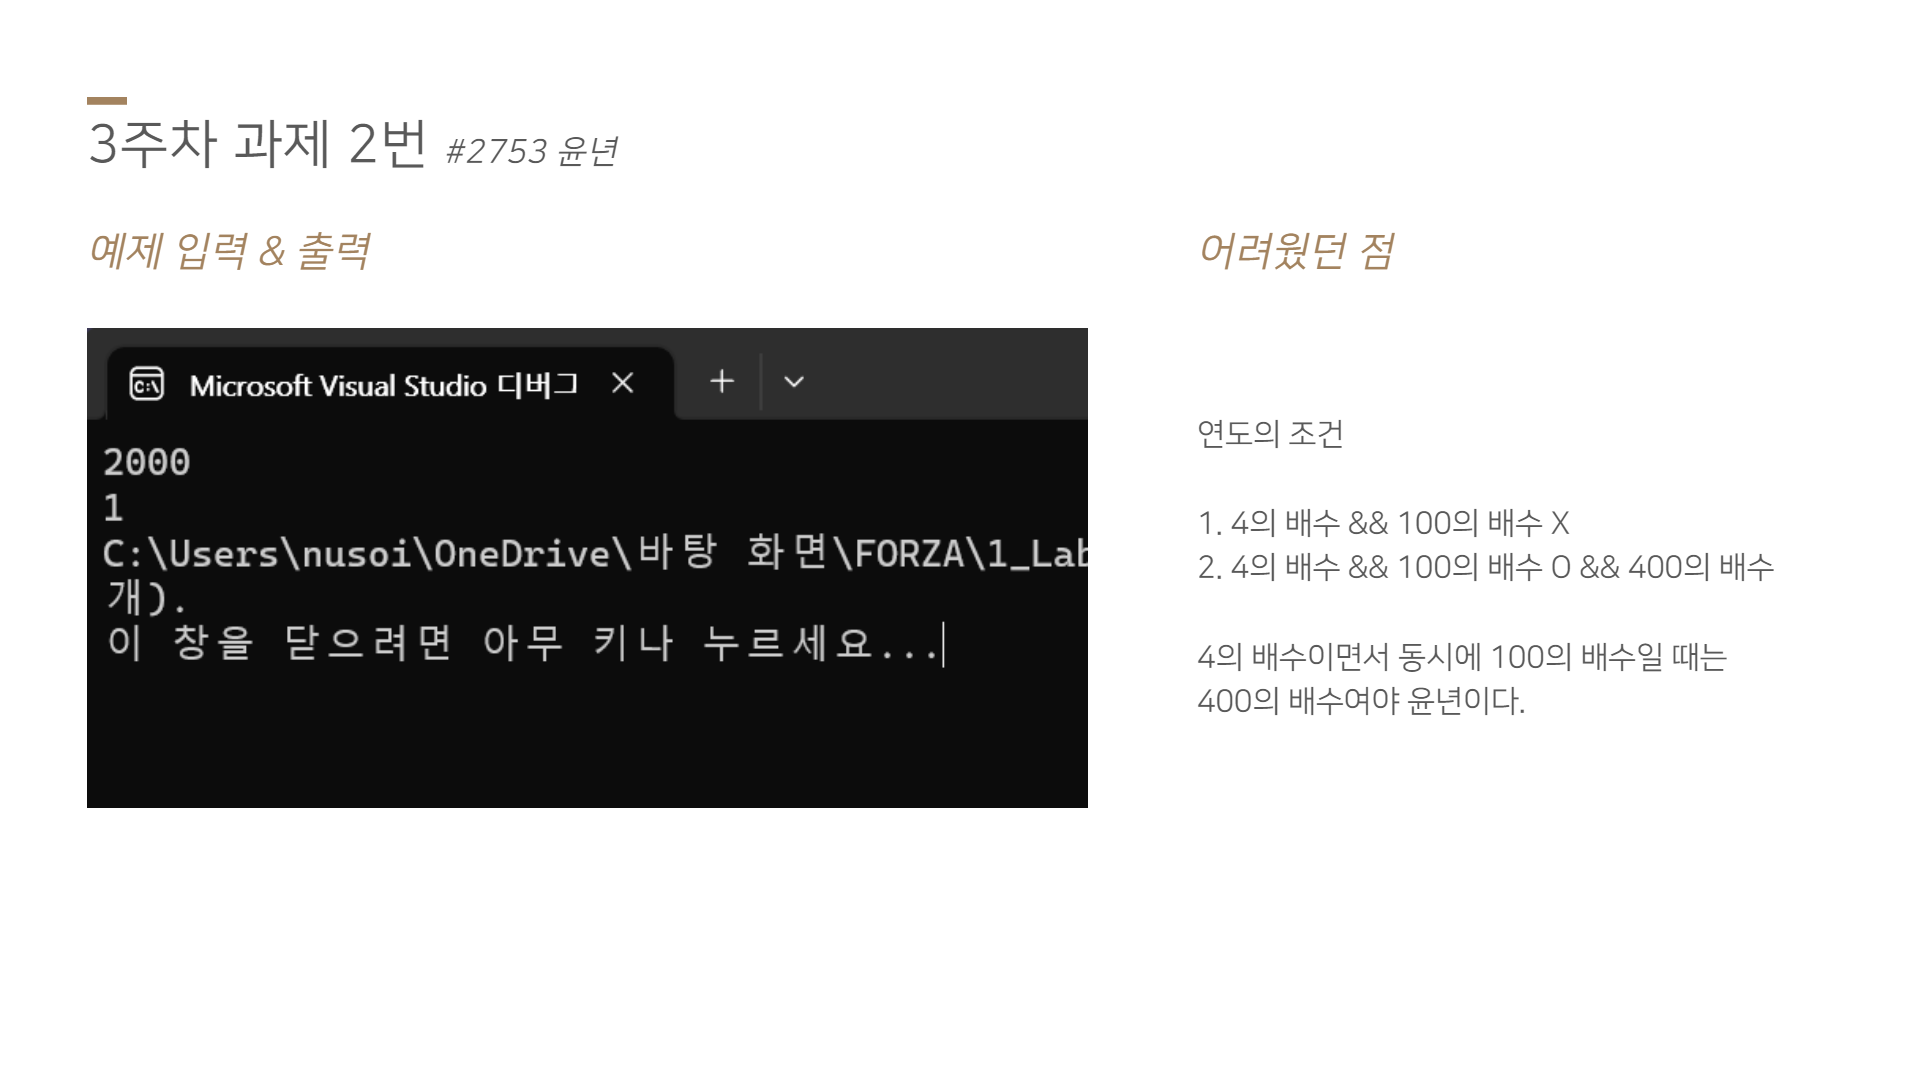 3주차 과제 2번 #2753 윤년
예제 입력 & 출력
Microsoft Visual Studio 디버그
2000
1
C:\Users\nusoi\OneDrive\바탕 화면\FORZA\1_Lab
개).
이 창을 닫으려면 아무 키나 누르세요...
어려웠던 점
연도의 조건
1. 4의 배수 && 100의 배수 X
2. 4의 배수 && 100의 배수 O && 400의 배수
4의 배수이면서 동시에 100의 배수일 때는
400의 배수여야 윤년이다.